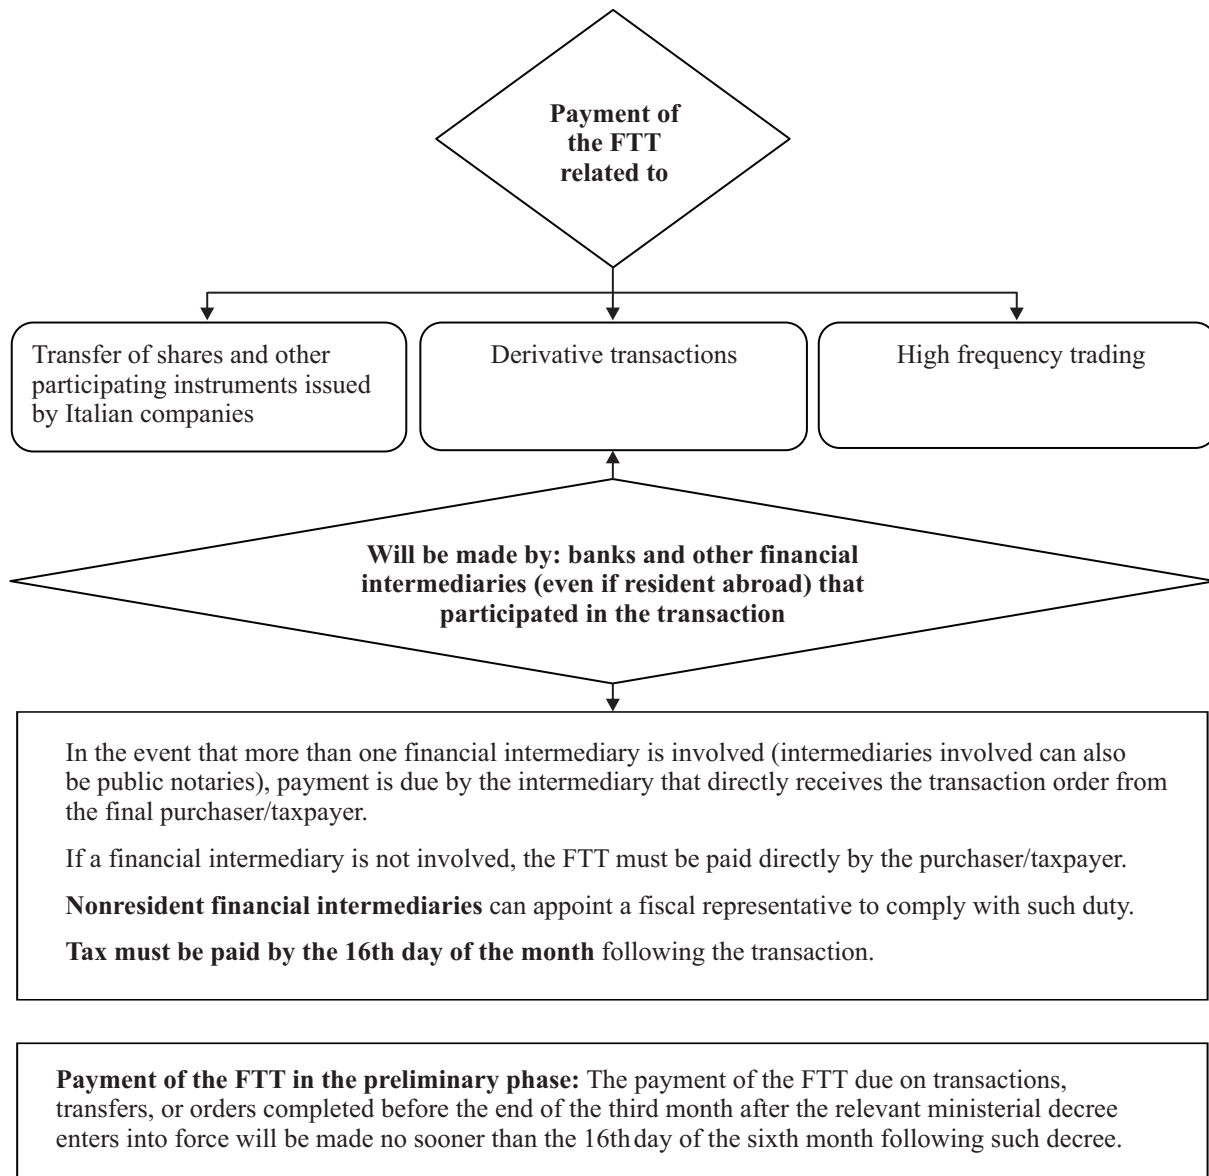 Payment of
the FTT
related to
Transfer of shares and other
participating instruments issued
by Italian companies
Derivative transactions
High frequency trading
Will be made by: banks and other financial
intermediaries (even if resident abroad) that
participated in the transaction
In the event that more than one financial intermediary is involved (intermediaries involved can also
be public notaries), payment is due by the intermediary that directly receives the transaction order from
the final purchaser/taxpayer.
If a financial intermediary is not involved, the FTT must be paid directly by the purchaser/taxpayer.
Nonresident financial intermediaries can appoint a fiscal representative to comply with such duty.
Tax must be paid by the 16th day of the month following the transaction.
Payment of the FTT in the preliminary phase: The payment of the FTT due on transactions,
transfers, or orders completed before the end of the third month after the relevant ministerial decree
enters into force will be made no sooner than the 16th day of the sixth month following such decree.